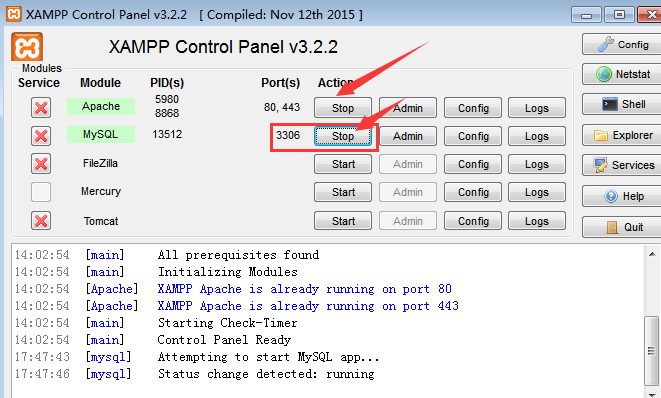 XAMPP Control Panel v3.2.2 [ Compiled: Nov 12th 2015 ]
XAMPP Control Panel v3.2.2
Config
Modules
Service Module PID(s) Port(s) Action
Netstat
Apache 5980 8868 80, 443 Stop Admin Config Logs
Shell
MySQL 13512 3306 Stop Admin Config Logs
Explorer
FileZilla Start Admin Config Logs
Services
Mercury Start Admin Config Logs
Help
Tomcat Start Admin Config Logs
Quit
14:02:54 [main] All prerequisites found
14:02:54 [main] Initializing Modules
14:02:54 [Apache] XAMPP Apache is already running on port 80
14:02:54 [Apache] XAMPP Apache is already running on port 443
14:02:54 [main] Starting Check-Timer
14:02:54 [main] Control Panel Ready
17:47:43 [mysql] Attempting to start MySQL app...
17:47:46 [mysql] Status change detected: running